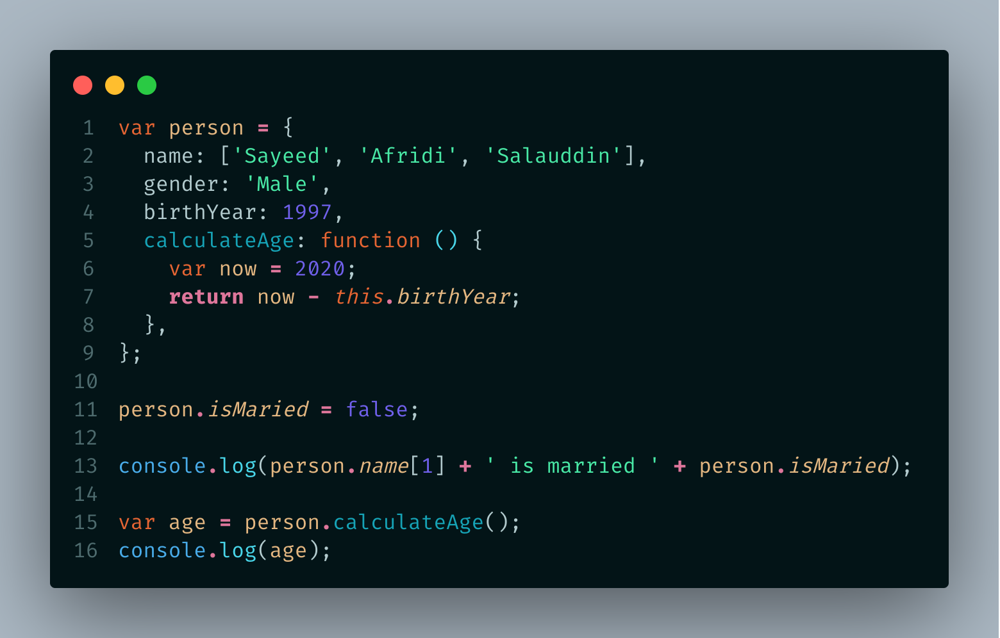 1 var person = {
2   name: ['Sayeed', 'Afridi', 'Salauddin'],
3   gender: 'Male',
4   birthYear: 1997,
5   calculateAge: function () {
6     var now = 2020;
7     return now - this.birthYear;
8   },
9 };
10
11 person.isMaried = false;
12
13 console.log(person.name[1] + ' is married ' + person.isMaried);
14
15 var age = person.calculateAge();
16 console.log(age);